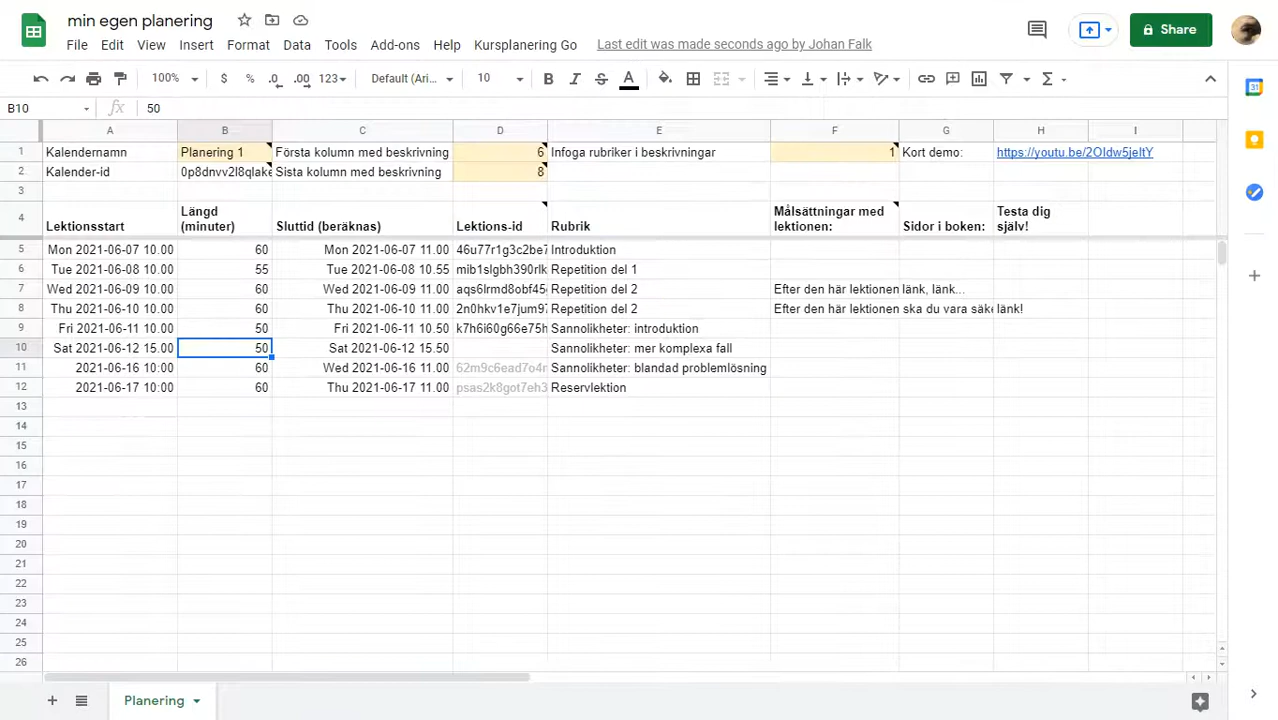 min egen planering
File Edit View Insert Format Data Tools Add-ons Help Kursplanering Go Last edit was made seconds ago by Johan Falk
Share
100% $ % .0 .00 123 Default (Ari... 10 B I S A
B10 fx 50
A B C D E F G H I
1 Kalendernamn Planering 1 Första kolumn med beskrivning 6 Infoga rubriker i beskrivningar 1 Kort demo: https://youtu.be/2OIdw5jeItY
2 Kalender-id 0p8dnvv2l8qlake Sista kolumn med beskrivning 8
3
4 Lektionsstart Längd (minuter) Sluttid (beräknas) Lektions-id Rubrik Målsättningar med lektionen: Sidor i boken: Testa dig själv!
5 Mon 2021-06-07 10.00 60 Mon 2021-06-07 11.00 46u77r1g3c2be7 Introduktion
6 Tue 2021-06-08 10.00 55 Tue 2021-06-08 10.55 mib1slgbh390rlk Repetition del 1
7 Wed 2021-06-09 10.00 60 Wed 2021-06-09 11.00 aqs6lrmd8obf45 Repetition del 2 Efter den här lektionen länk, länk...
8 Thu 2021-06-10 10.00 60 Thu 2021-06-10 11.00 2n0hkv1e7jum97 Repetition del 2 Efter den här lektionen ska du vara säke länk!
9 Fri 2021-06-11 10.00 50 Fri 2021-06-11 10.50 k7h6i60g66e75h Sannolikheter: introduktion
10 Sat 2021-06-12 15.00 50 Sat 2021-06-12 15.50 Sannolikheter: mer komplexa fall
11 2021-06-16 10:00 60 Wed 2021-06-16 11.00 62m9c6ead7o4r Sannolikheter: blandad problemlösning
12 2021-06-17 10:00 60 Thu 2021-06-17 11.00 psas2k8got7eh3 Reservlektion
13
14
15
16
17
18
19
20
21
22
23
24
25
26
Planering